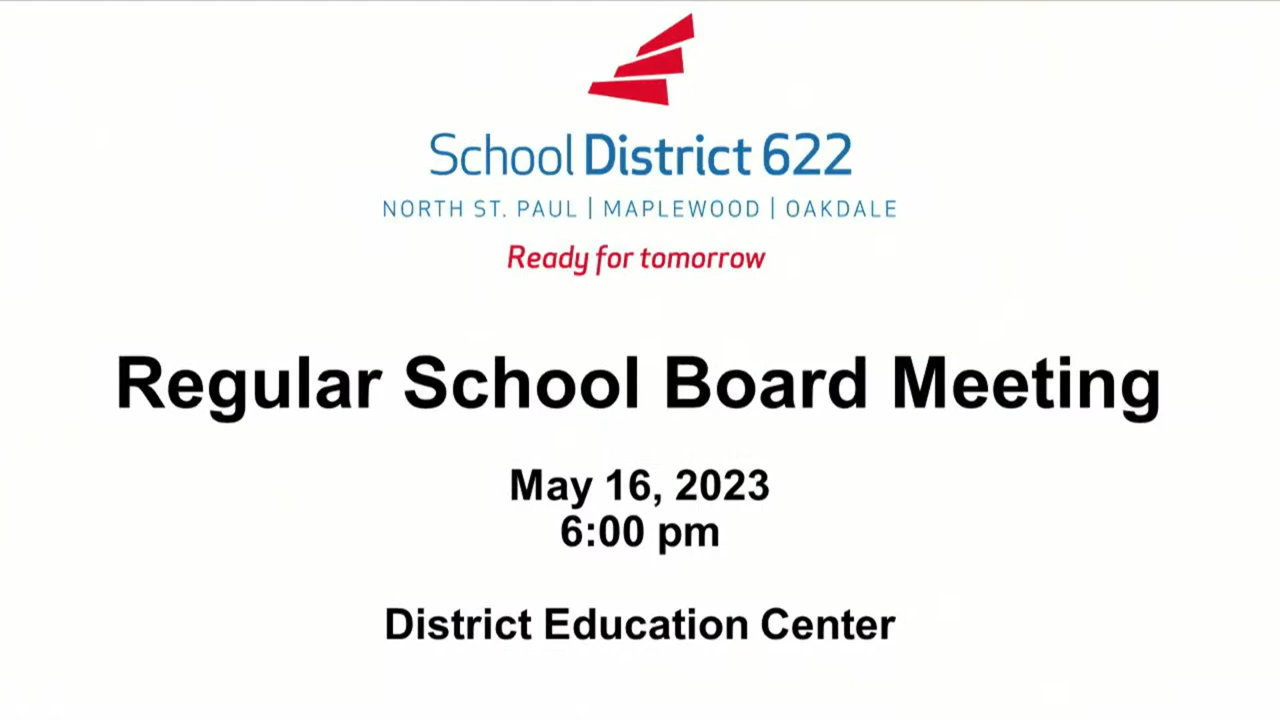 School District 622
NORTH ST. PAUL | MAPLEWOOD | OAKDALE
Ready for tomorrow
Regular School Board Meeting
May 16, 2023
6:00 pm
District Education Center